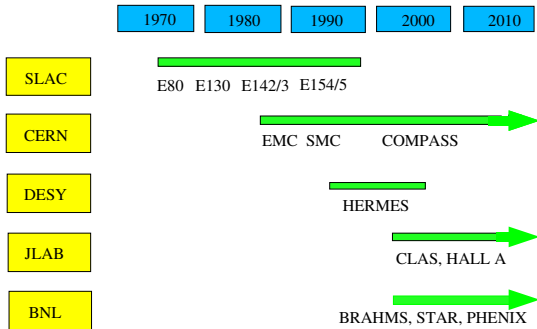 1970 1980 1990 2000 2010
SLAC
E80 E130 E142/3 E154/5
CERN
EMC SMC COMPASS
DESY
HERMES
JLAB
CLAS, HALL A
BNL
BRAHMS, STAR, PHENIX